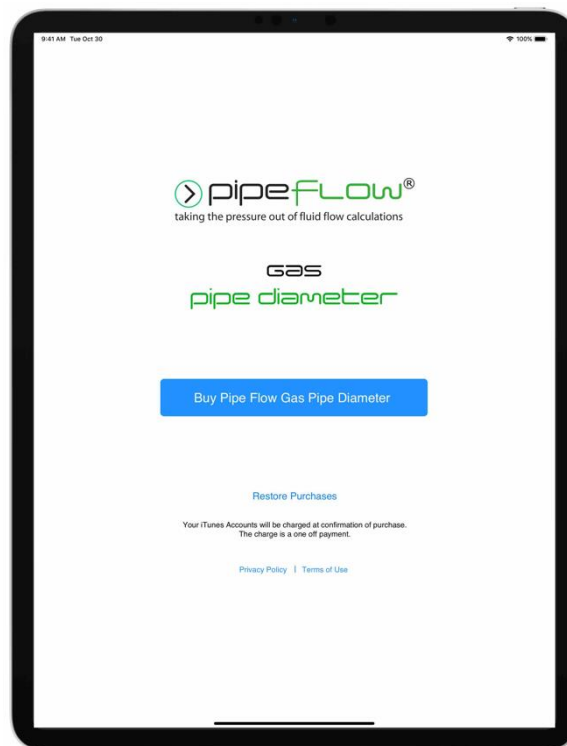 9:41 AM Tue Oct 30
100%
pipeFLOW®
taking the pressure out of fluid flow calculations
Gas
pipe diameter
Buy Pipe Flow Gas Pipe Diameter
Restore Purchases
Your iTunes Accounts will be charged at confirmation of purchase.
The charge is a one off payment.
Privacy Policy | Terms of Use